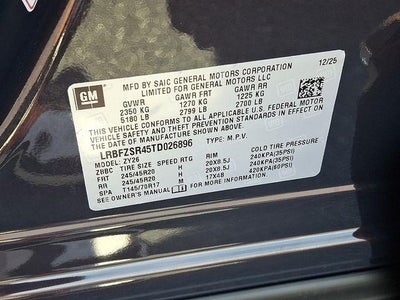 GM
MFD BY SAIC GENERAL MOTORS CORPORATION
LIMITED FOR GENERAL MOTORS LLC
12/25
GVWR GAWR FRT GAWR RR
2350 KG 1270 KG 1225 KG
5180 LB 2799 LB 2700 LB
THIS VEHICLE CONFORMS TO ALL APPLICABLE U.S. FEDERAL MOTOR
VEHICLE SAFETY AND THEFT PREVENTION STANDARDS IN EFFECT ON THE
DATE OF MANUFACTURE SHOWN ABOVE.
LRBFZSR45TD026896 TYPE: M.P.V.
MODEL: ZY26
ZBBC TIRE SIZE SPEED RTG RIM COLD TIRE PRESSURE
FRT 245/45R20 H 20X8.5J 240KPA(35PSI)
RR 245/45R20 H 20X8.5J 240KPA(35PSI)
SPA T145/70R17 M 17X4B 420KPA(60PSI)
SEE OWNER'S MANUAL FOR MORE INFORMATION.